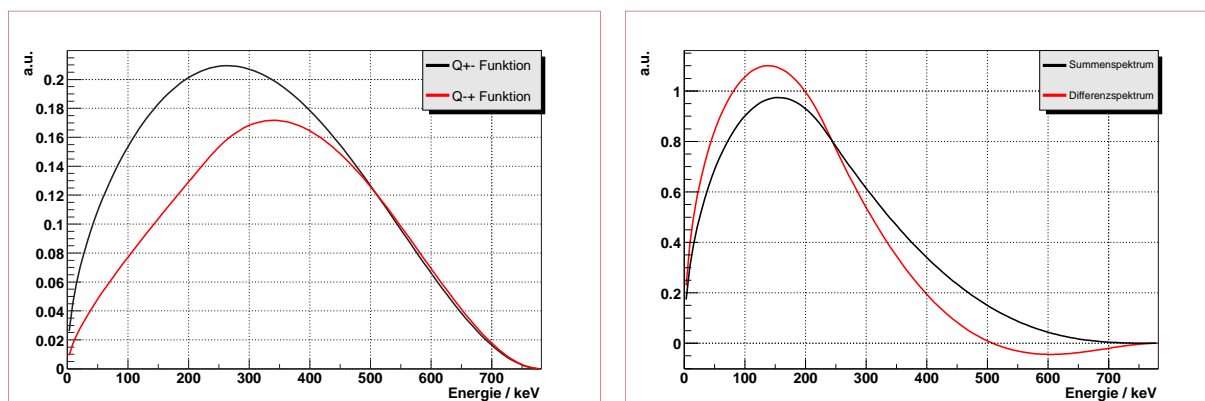 a.u.
0.2
0.18
0.16
0.14
0.12
0.1
0.08
0.06
0.04
0.02
0
0 100 200 300 400 500 600 700
Energie / keV
Q+- Funktion
Q-+ Funktion
a.u.
1
0.8
0.6
0.4
0.2
0
0 100 200 300 400 500 600 700
Energie / keV
Summenspektrum
Differenzspektrum